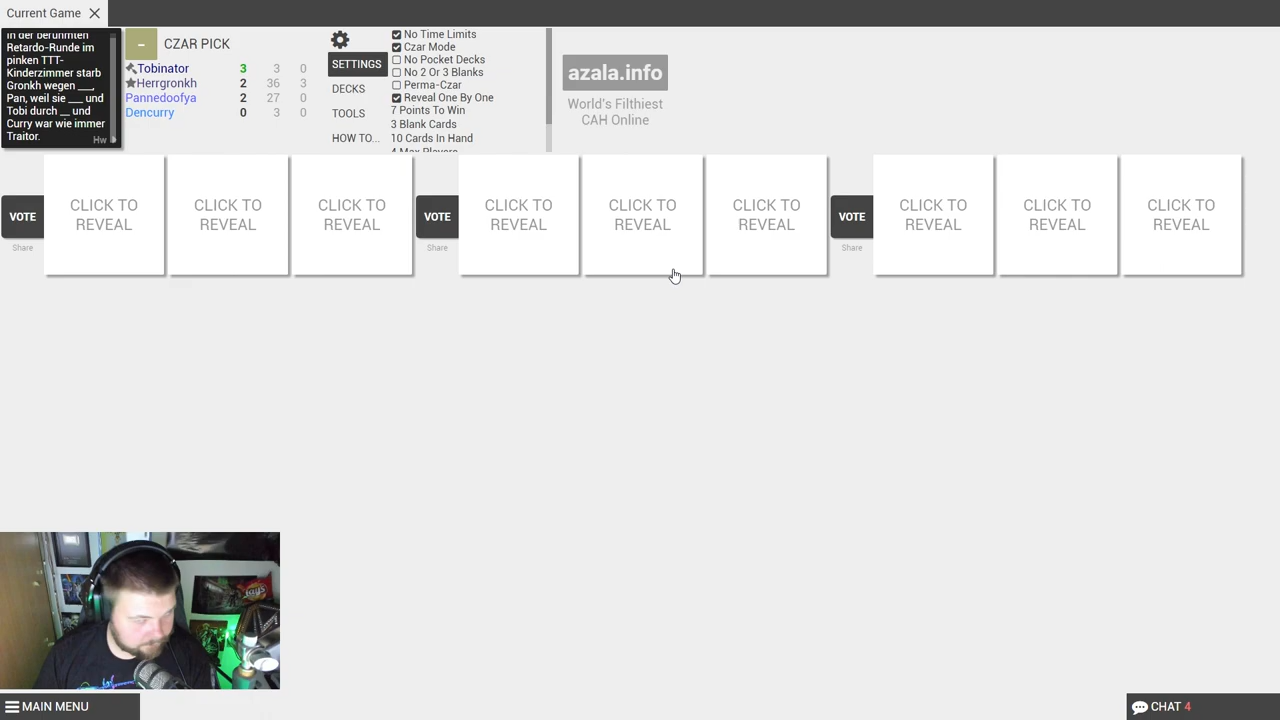 Current Game
In der berühmten
Retardo-Runde im
pinken TTT-
Kinderzimmer starb
Gronkh wegen ___,
Pan, weil sie ___ und
Tobi durch __ und
Curry war wie immer
Traitor.
Hw
–
CZAR PICK
Tobinator 3 3 0
Herrgronkh 2 36 3
Pannedoofya 2 27 0
Dencurry 0 3 0
SETTINGS
DECKS
TOOLS
HOW TO...
No Time Limits
Czar Mode
No Pocket Decks
No 2 Or 3 Blanks
Perma-Czar
Reveal One By One
7 Points To Win
3 Blank Cards
10 Cards In Hand
4 Max Players
azala.info
World's Filthiest
CAH Online
VOTE
Share
CLICK TO
REVEAL
CLICK TO
REVEAL
CLICK TO
REVEAL
VOTE
Share
CLICK TO
REVEAL
CLICK TO
REVEAL
CLICK TO
REVEAL
VOTE
Share
CLICK TO
REVEAL
CLICK TO
REVEAL
CLICK TO
REVEAL
MAIN MENU
CHAT 4